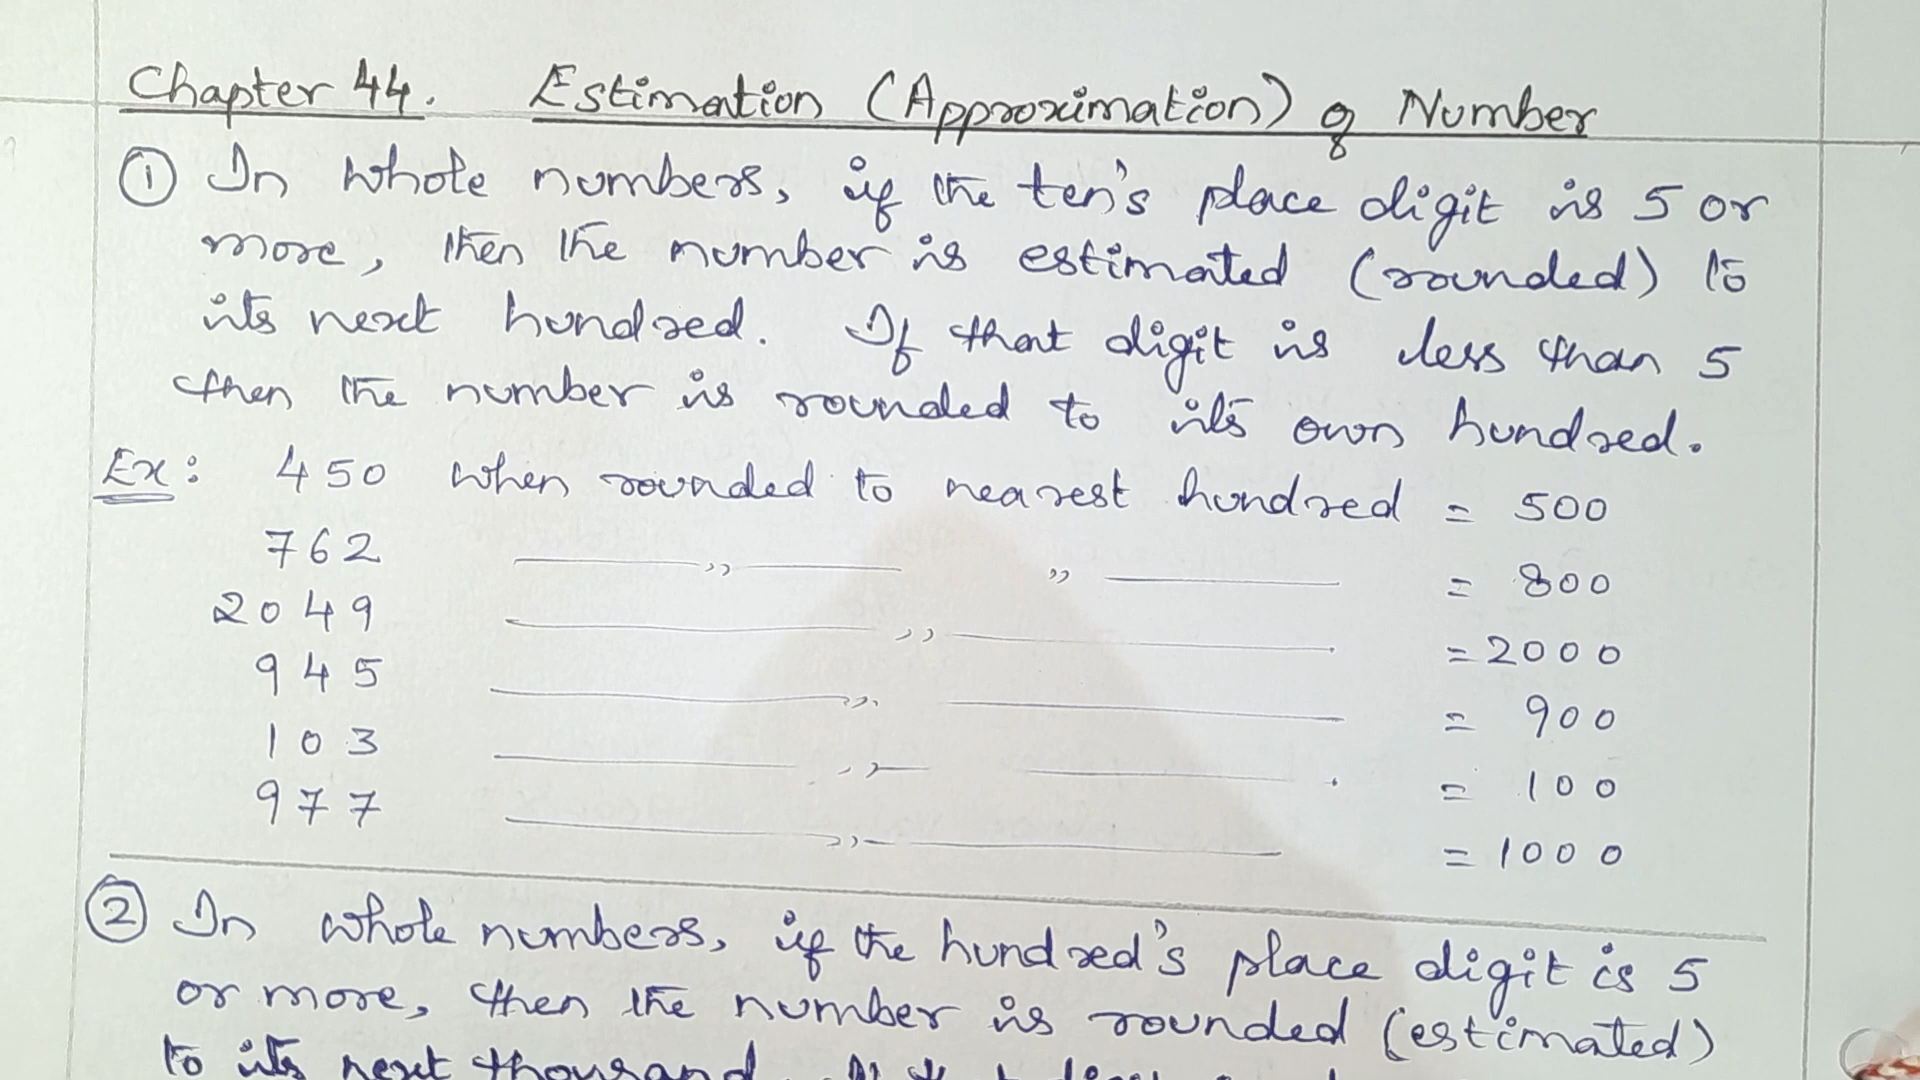 Chapter 44. Estimation (Approximation) of Number
① In whole numbers, if the ten's place digit is 5 or
more, then the number is estimated (rounded) to
its next hundred. If that digit is less than 5
then the number is rounded to its own hundred.
Ex: 450 when rounded to nearest hundred = 500
762 —— ,, —— ,, —— = 800
2049 —— ,, —— = 2000
945 —— ,, —— = 900
103 —— ,, —— = 100
977 —— ,, —— = 1000
② In whole numbers, if the hundred's place digit is 5
or more, then the number is rounded (estimated)
to its next thousand.